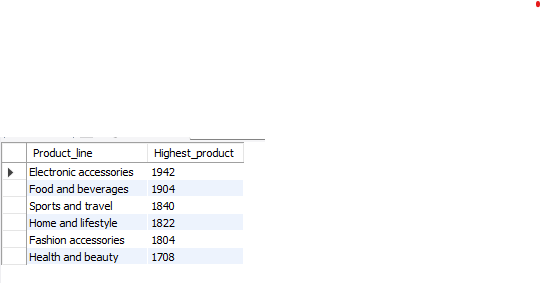 Product_line Highest_product
Electronic accessories 1942
Food and beverages 1904
Sports and travel 1840
Home and lifestyle 1822
Fashion accessories 1804
Health and beauty 1708